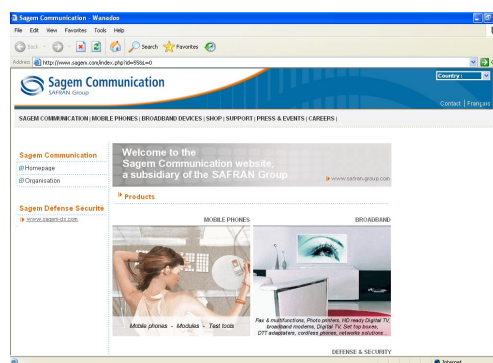 Sagem Communication - Wanadoo
File Edit View Favorites Tools Help
Back Search Favorites
Address http://www.sagem.com/index.php?id=55&L=0
Sagem Communication
SAFRAN Group
Country :
Contact | Français
SAGEM COMMUNICATION | MOBILE PHONES | BROADBAND DEVICES | SHOP | SUPPORT | PRESS & EVENTS | CAREERS |
Sagem Communication
Homepage
Organisation
Sagem Défense Sécurité
www.sagem-ds.com
Welcome to the
Sagem Communication website,
a subsidiary of the SAFRAN Group
www.safran-group.com
Products
MOBILE PHONES
Mobile phones - Modules - Test tools
BROADBAND
Fax & multifunctions, Photo printers, HD ready Digital TV,
broadband modems, Digital TV, Set top boxes,
DTT adaptaters, cordless phones, networks solutions...
DEFENSE & SECURITY
Internet